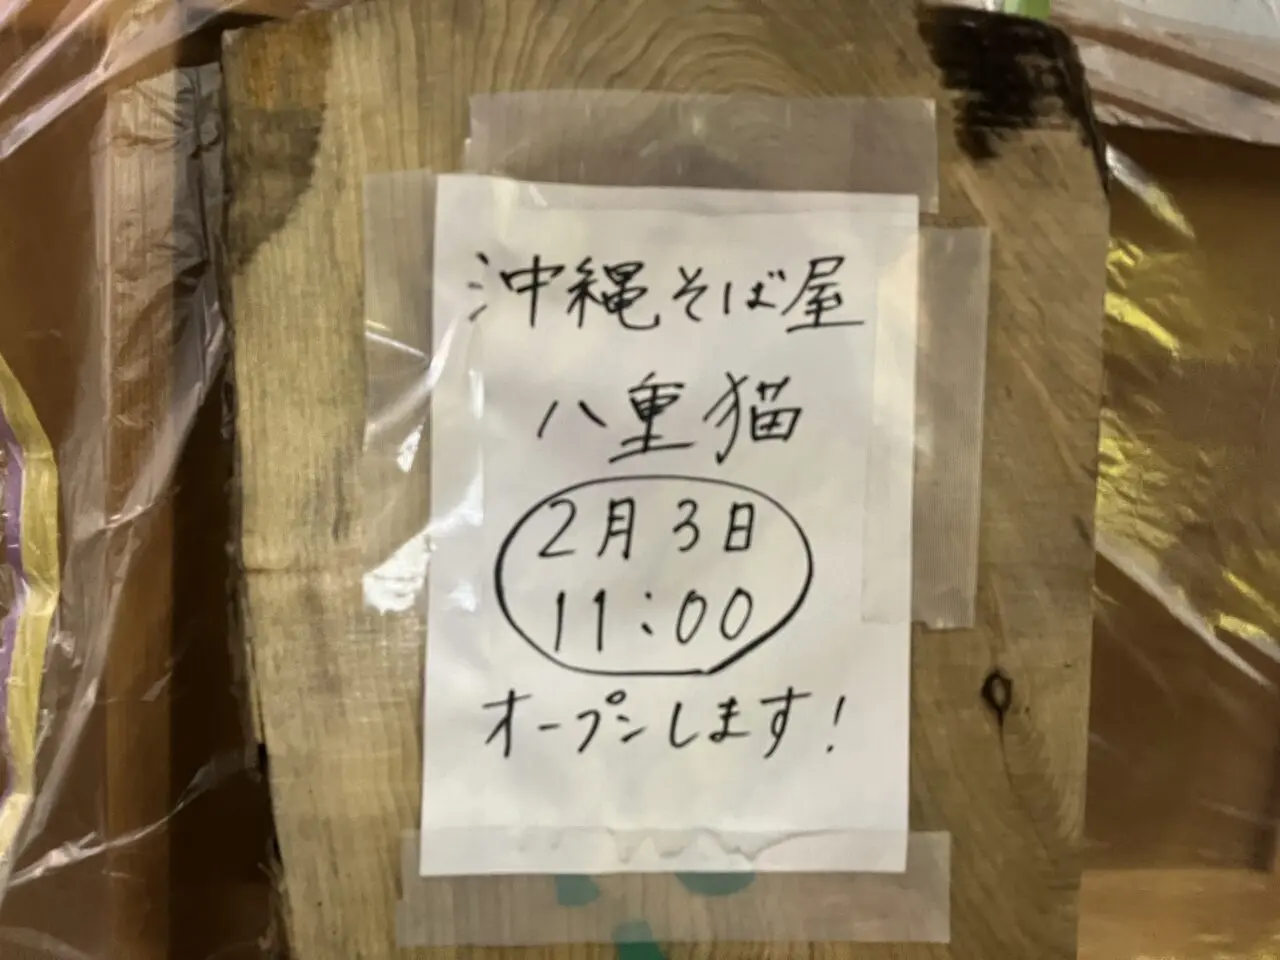 沖縄そば屋
八重猫
2月3日
11:00
オープンします!